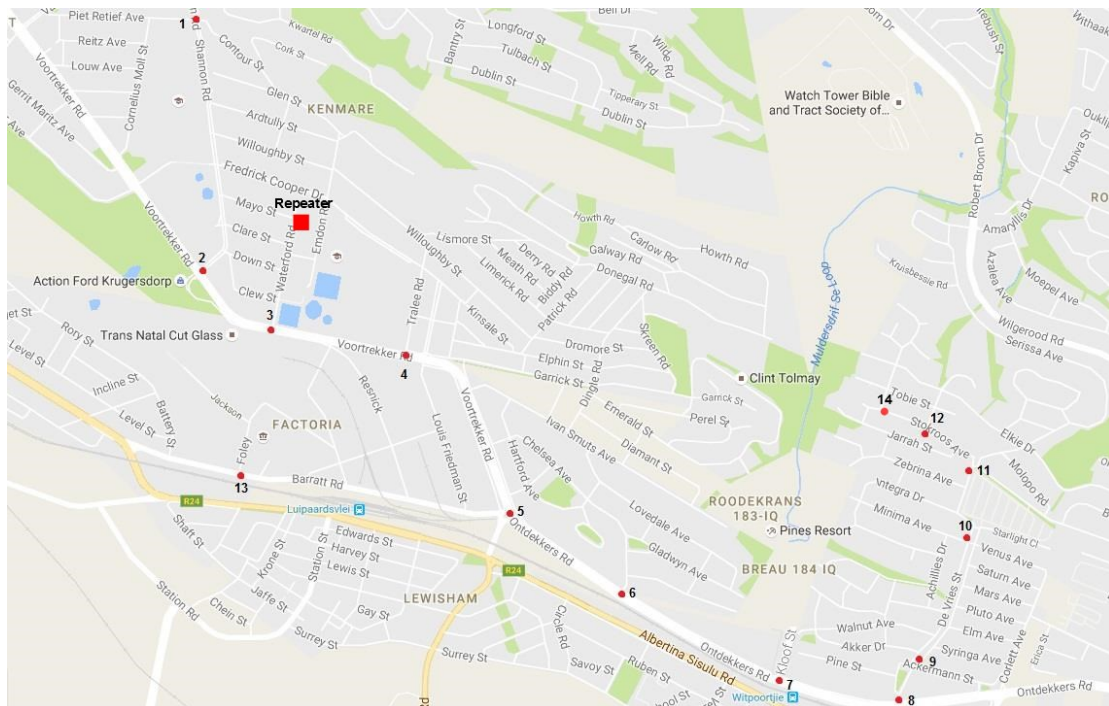 T
Piet Retief Ave
1
Reitz Ave
Louw Ave
Cornelius Moll St
Shannon Rd
Contour St
Cork St
Kwartel Rd
Bantry St
Longford St
Tulbach St
Dublin St
Bell Dr
Wilde Rd
Mell Rd
Tipperary St
Dublin St
Watch Tower Bible
and Tract Society of...
Robert Broom Dr
Kapiva St
Voortrekker Rd
Gerrit Maritz Ave
Glen St
KENMARE
Ardtully St
Willoughby St
Fredrick Cooper Dr
Repeater
Mayo St
Clare St
Down St
Clew St
Waterford Rd
Emdon Rd
Voortrekker Rd
2
Action Ford Krugersdorp
3
Trans Natal Cut Glass
Willoughby St
Lismore St
Derry Rd
Meath Rd
Limerick Rd
Biddy Rd
Patrick Rd
Howth Rd
Carlow Rd
Galway Rd
Donegal Rd
Howth Rd
Tralee Rd
Kinsale St
Skreen Rd
Muldersdrif Se Loop
Kruisbessie Rd
Amaryllis Dr
Azalea Ave
Moepel Ave
Wilgerood Rd
Serissa Ave
Voortrekker Rd
4
Dromore St
Elphin St
Garrick St
Dingle Rd
Clint Tolmay
Garrick St
Perel St
Emerald St
Diamant St
Ivan Smuts Ave
Rory St
Level St
Incline St
Level St
Battery St
Jackson
Foley
FACTORIA
Resnick
Louis Friedman St
Voortrekker Rd
Hartford Ave
Chelsea Ave
14
Tobie St
12
Stokroos Ave
Jarrah St
Elkie Dr
Zebrina Ave
11
Molopo Rd
13
Barratt Rd
R24
Luipaardsvlei
5
Ontdekkers Rd
Lovedale Ave
Gladwyn Ave
ROODEKRANS
183-IQ
Pines Resort
BREAU 184 IQ
Antegra Dr
Minima Ave
10
Starlight Cl
Venus Ave
Saturn Ave
Mars Ave
Pluto Ave
Elm Ave
Syringa Ave
Achillies Dr
De Vries St
Corlett Ave
Erica St
Shaft St
Krone St
Station St
Edwards St
Harvey St
Lewis St
Jaffe St
Chein St
Station Rd
Gay St
Surrey St
LEWISHAM
R24
6
Circle Rd
Surrey St
Savoy St
Ruben St
School St
Albertina Sisulu Rd
Ontdekkers Rd
Kloof St
Walnut Ave
Akker Dr
Pine St
9
Ackermann St
7
Witpoortjie
8
Ontdekkers Rd